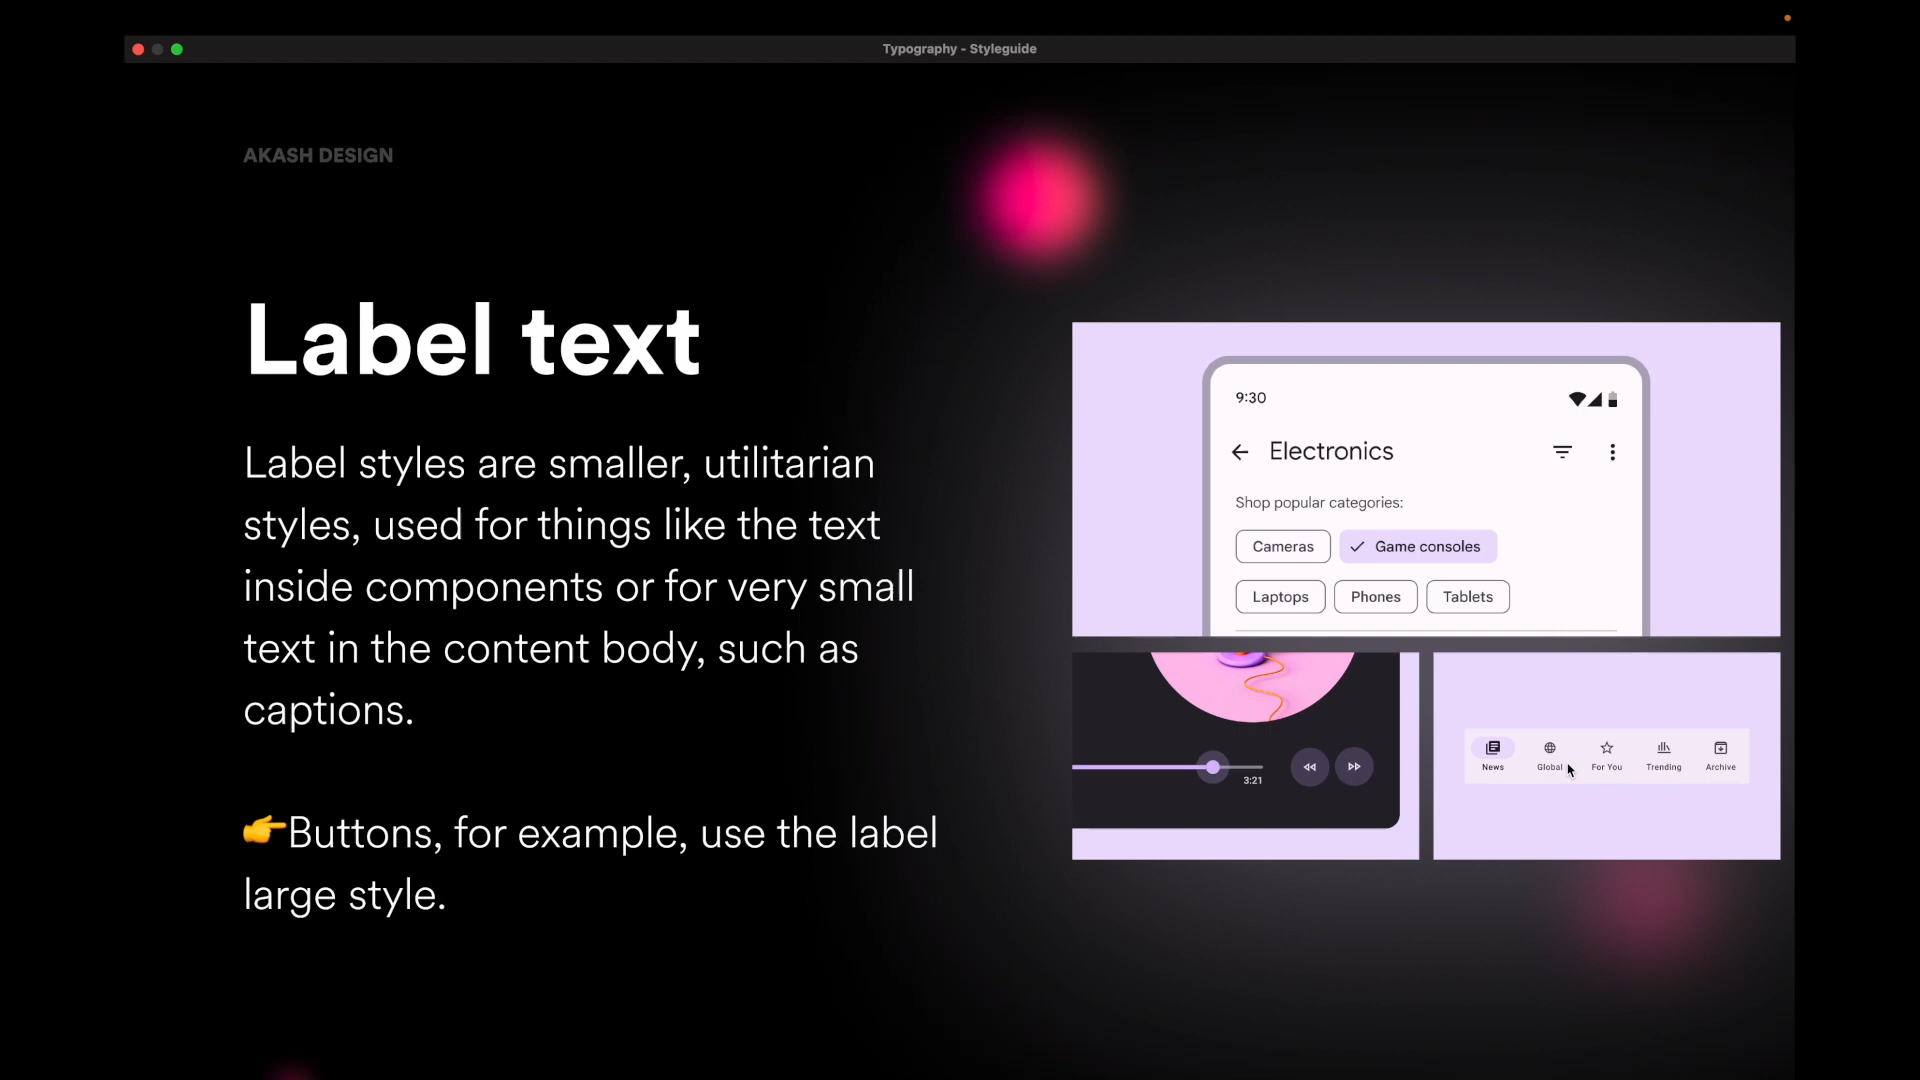 Typography - Styleguide
AKASH DESIGN
Label text
Label styles are smaller, utilitarian
styles, used for things like the text
inside components or for very small
text in the content body, such as
captions.
👉Buttons, for example, use the label
large style.
9:30
Electronics
Shop popular categories:
Cameras
Game consoles
Laptops
Phones
Tablets
3:21
News
Global
For You
Trending
Archive